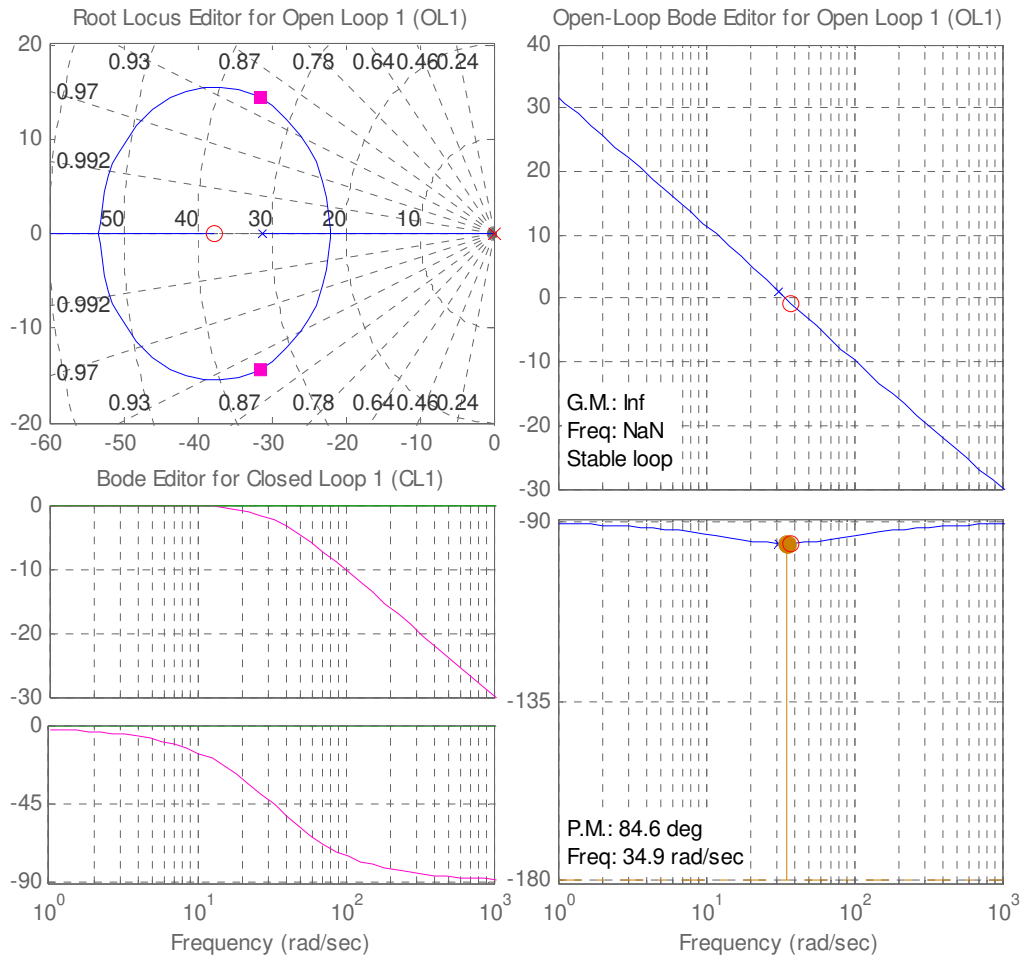 Root Locus Editor for Open Loop 1 (OL1)
20
10
0
-10
-20
0.93 0.87 0.78 0.64 0.46 0.24
0.97
0.992
50 40 30 20 10
0.992
0.97
0.93 0.87 0.78 0.64 0.46 0.24
-60 -50 -40 -30 -20 -10 0
Open-Loop Bode Editor for Open Loop 1 (OL1)
40
30
20
10
0
-10
-20
-30
G.M.: Inf
Freq: NaN
Stable loop
Bode Editor for Closed Loop 1 (CL1)
0
-10
-20
-30
0
-45
-90
10^0 10^1 10^2 10^3
Frequency (rad/sec)
-90
-135
-180
P.M.: 84.6 deg
Freq: 34.9 rad/sec
10^0 10^1 10^2 10^3
Frequency (rad/sec)